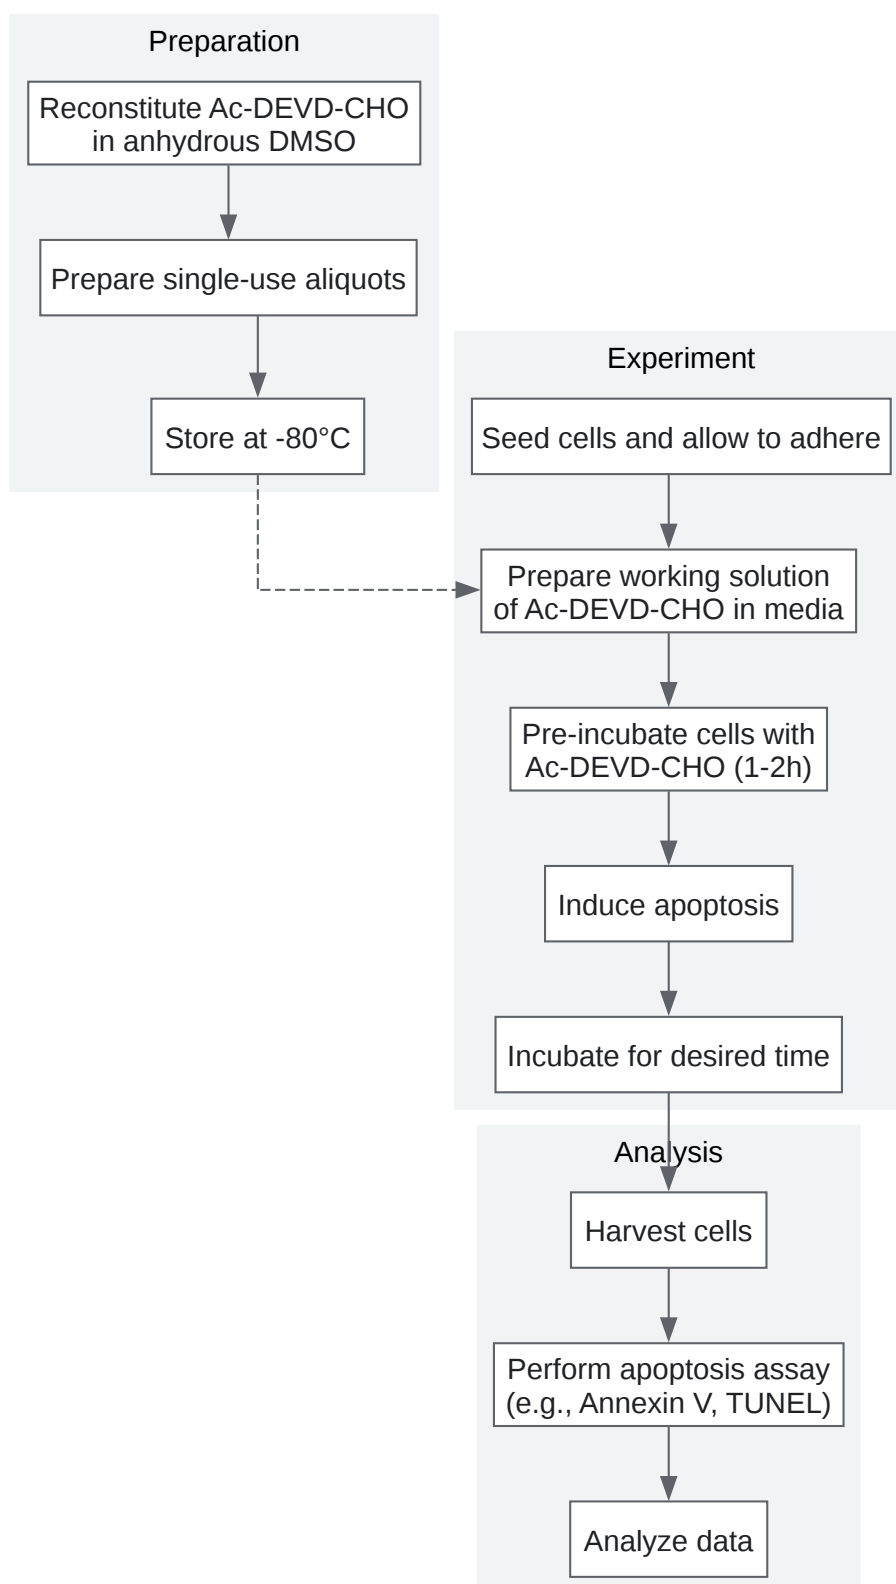 Preparation
Reconstitute Ac-DEVD-CHO
in anhydrous DMSO
Prepare single-use aliquots
Store at -80°C
Experiment
Seed cells and allow to adhere
Prepare working solution
of Ac-DEVD-CHO in media
Pre-incubate cells with
Ac-DEVD-CHO (1-2h)
Induce apoptosis
Incubate for desired time
Analysis
Harvest cells
Perform apoptosis assay
(e.g., Annexin V, TUNEL)
Analyze data